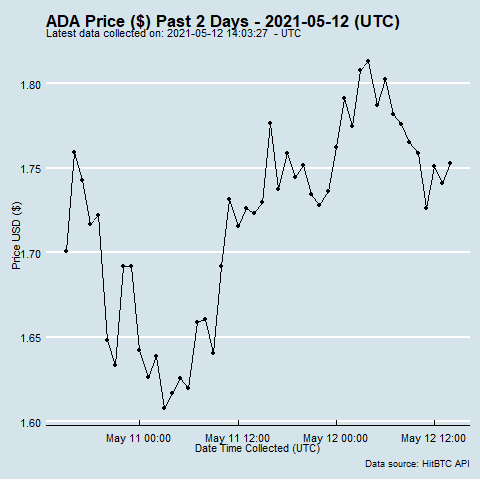 ADA Price ($) Past 2 Days - 2021-05-12 (UTC)
Latest data collected on: 2021-05-12 14:03:27 - UTC
1.80
1.75
1.70
1.65
1.60
Price USD ($)
May 11 00:00 May 11 12:00 May 12 00:00 May 12 12:00
Date Time Collected (UTC)
Data source: HitBTC API